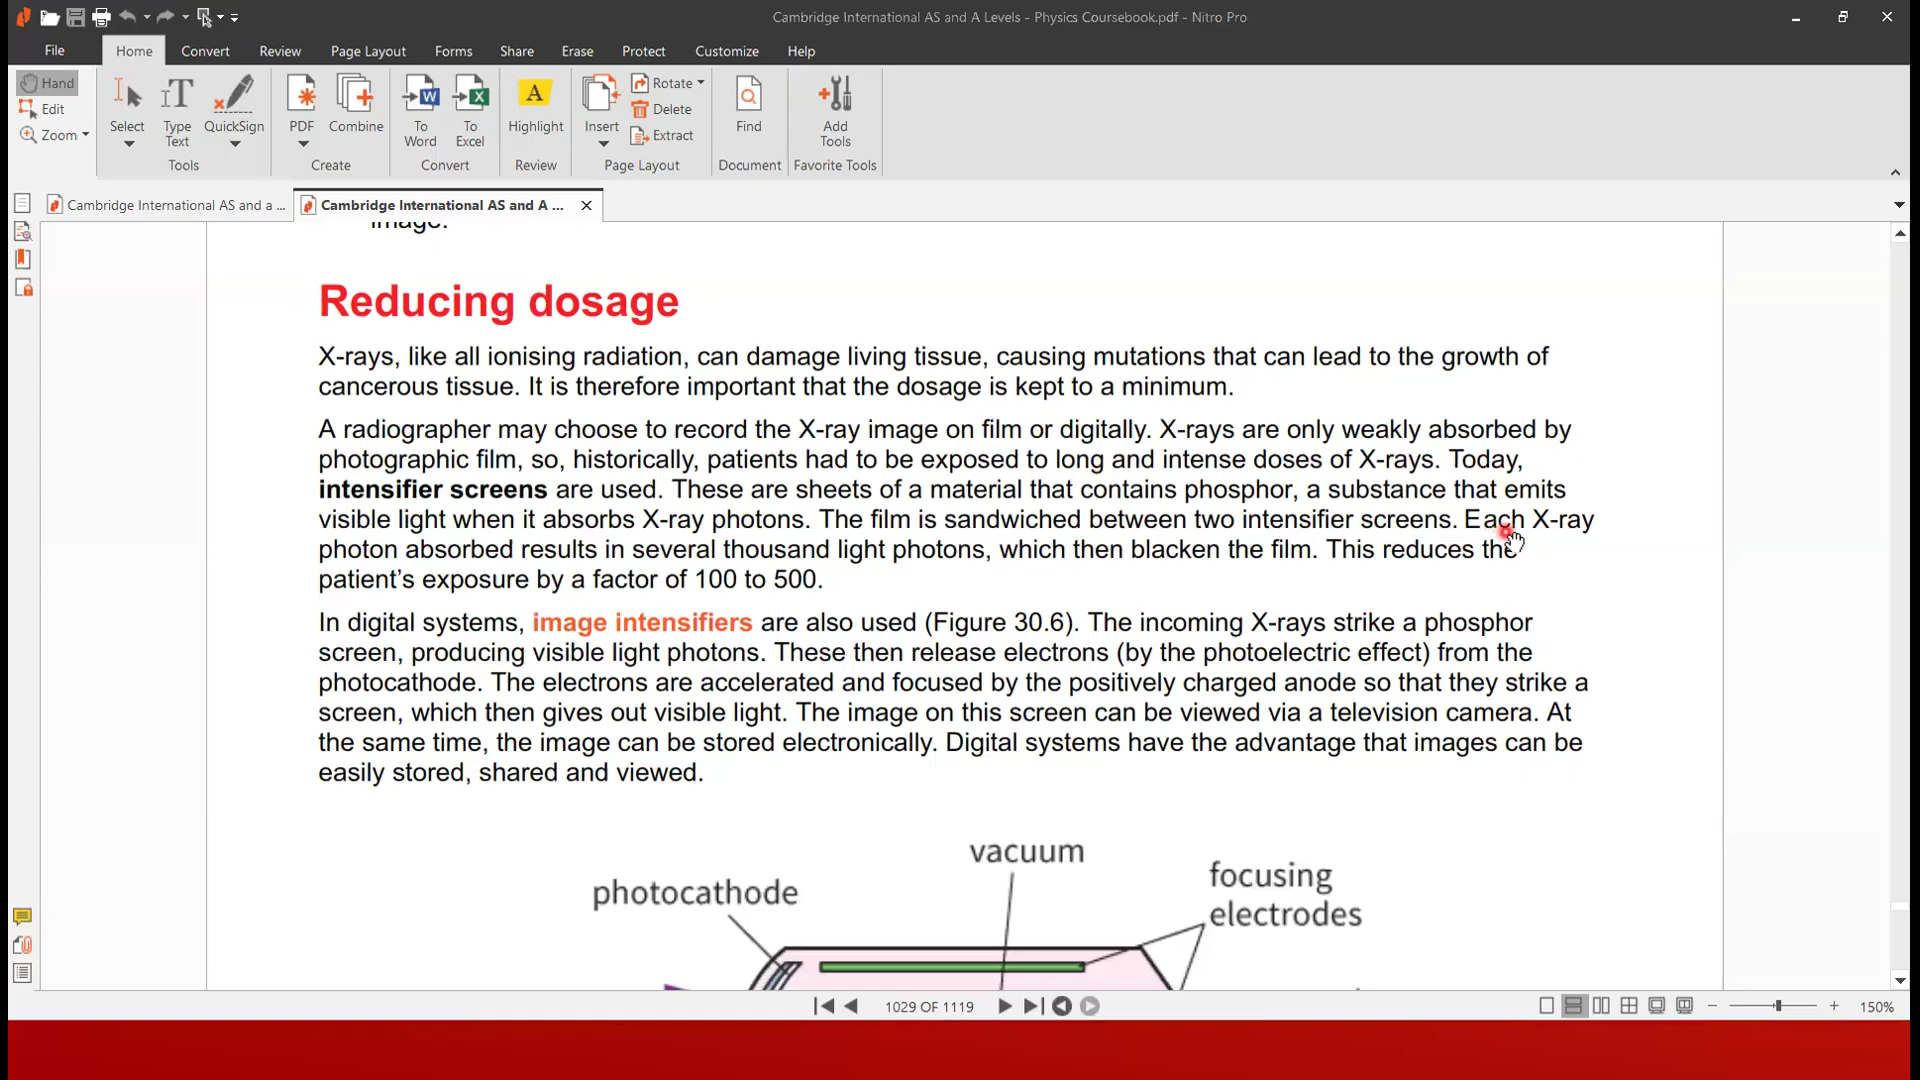 Cambridge International AS and A Levels - Physics Coursebook.pdf - Nitro Pro
File Home Convert Review Page Layout Forms Share Erase Protect Customize Help
Hand
Edit
Zoom
Select
Type Text
QuickSign
Tools
PDF
Combine
Create
To Word
To Excel
Convert
Highlight
Review
Insert
Rotate
Delete
Extract
Page Layout
Find
Document
Add Tools
Favorite Tools
Cambridge International AS and a ...
Cambridge International AS and A ...
image.
Reducing dosage
X-rays, like all ionising radiation, can damage living tissue, causing mutations that can lead to the growth of
cancerous tissue. It is therefore important that the dosage is kept to a minimum.
A radiographer may choose to record the X-ray image on film or digitally. X-rays are only weakly absorbed by
photographic film, so, historically, patients had to be exposed to long and intense doses of X-rays. Today,
intensifier screens are used. These are sheets of a material that contains phosphor, a substance that emits
visible light when it absorbs X-ray photons. The film is sandwiched between two intensifier screens. Each X-ray
photon absorbed results in several thousand light photons, which then blacken the film. This reduces the
patient's exposure by a factor of 100 to 500.
In digital systems, image intensifiers are also used (Figure 30.6). The incoming X-rays strike a phosphor
screen, producing visible light photons. These then release electrons (by the photoelectric effect) from the
photocathode. The electrons are accelerated and focused by the positively charged anode so that they strike a
screen, which then gives out visible light. The image on this screen can be viewed via a television camera. At
the same time, the image can be stored electronically. Digital systems have the advantage that images can be
easily stored, shared and viewed.
vacuum
photocathode
focusing
electrodes
1029 OF 1119
150%